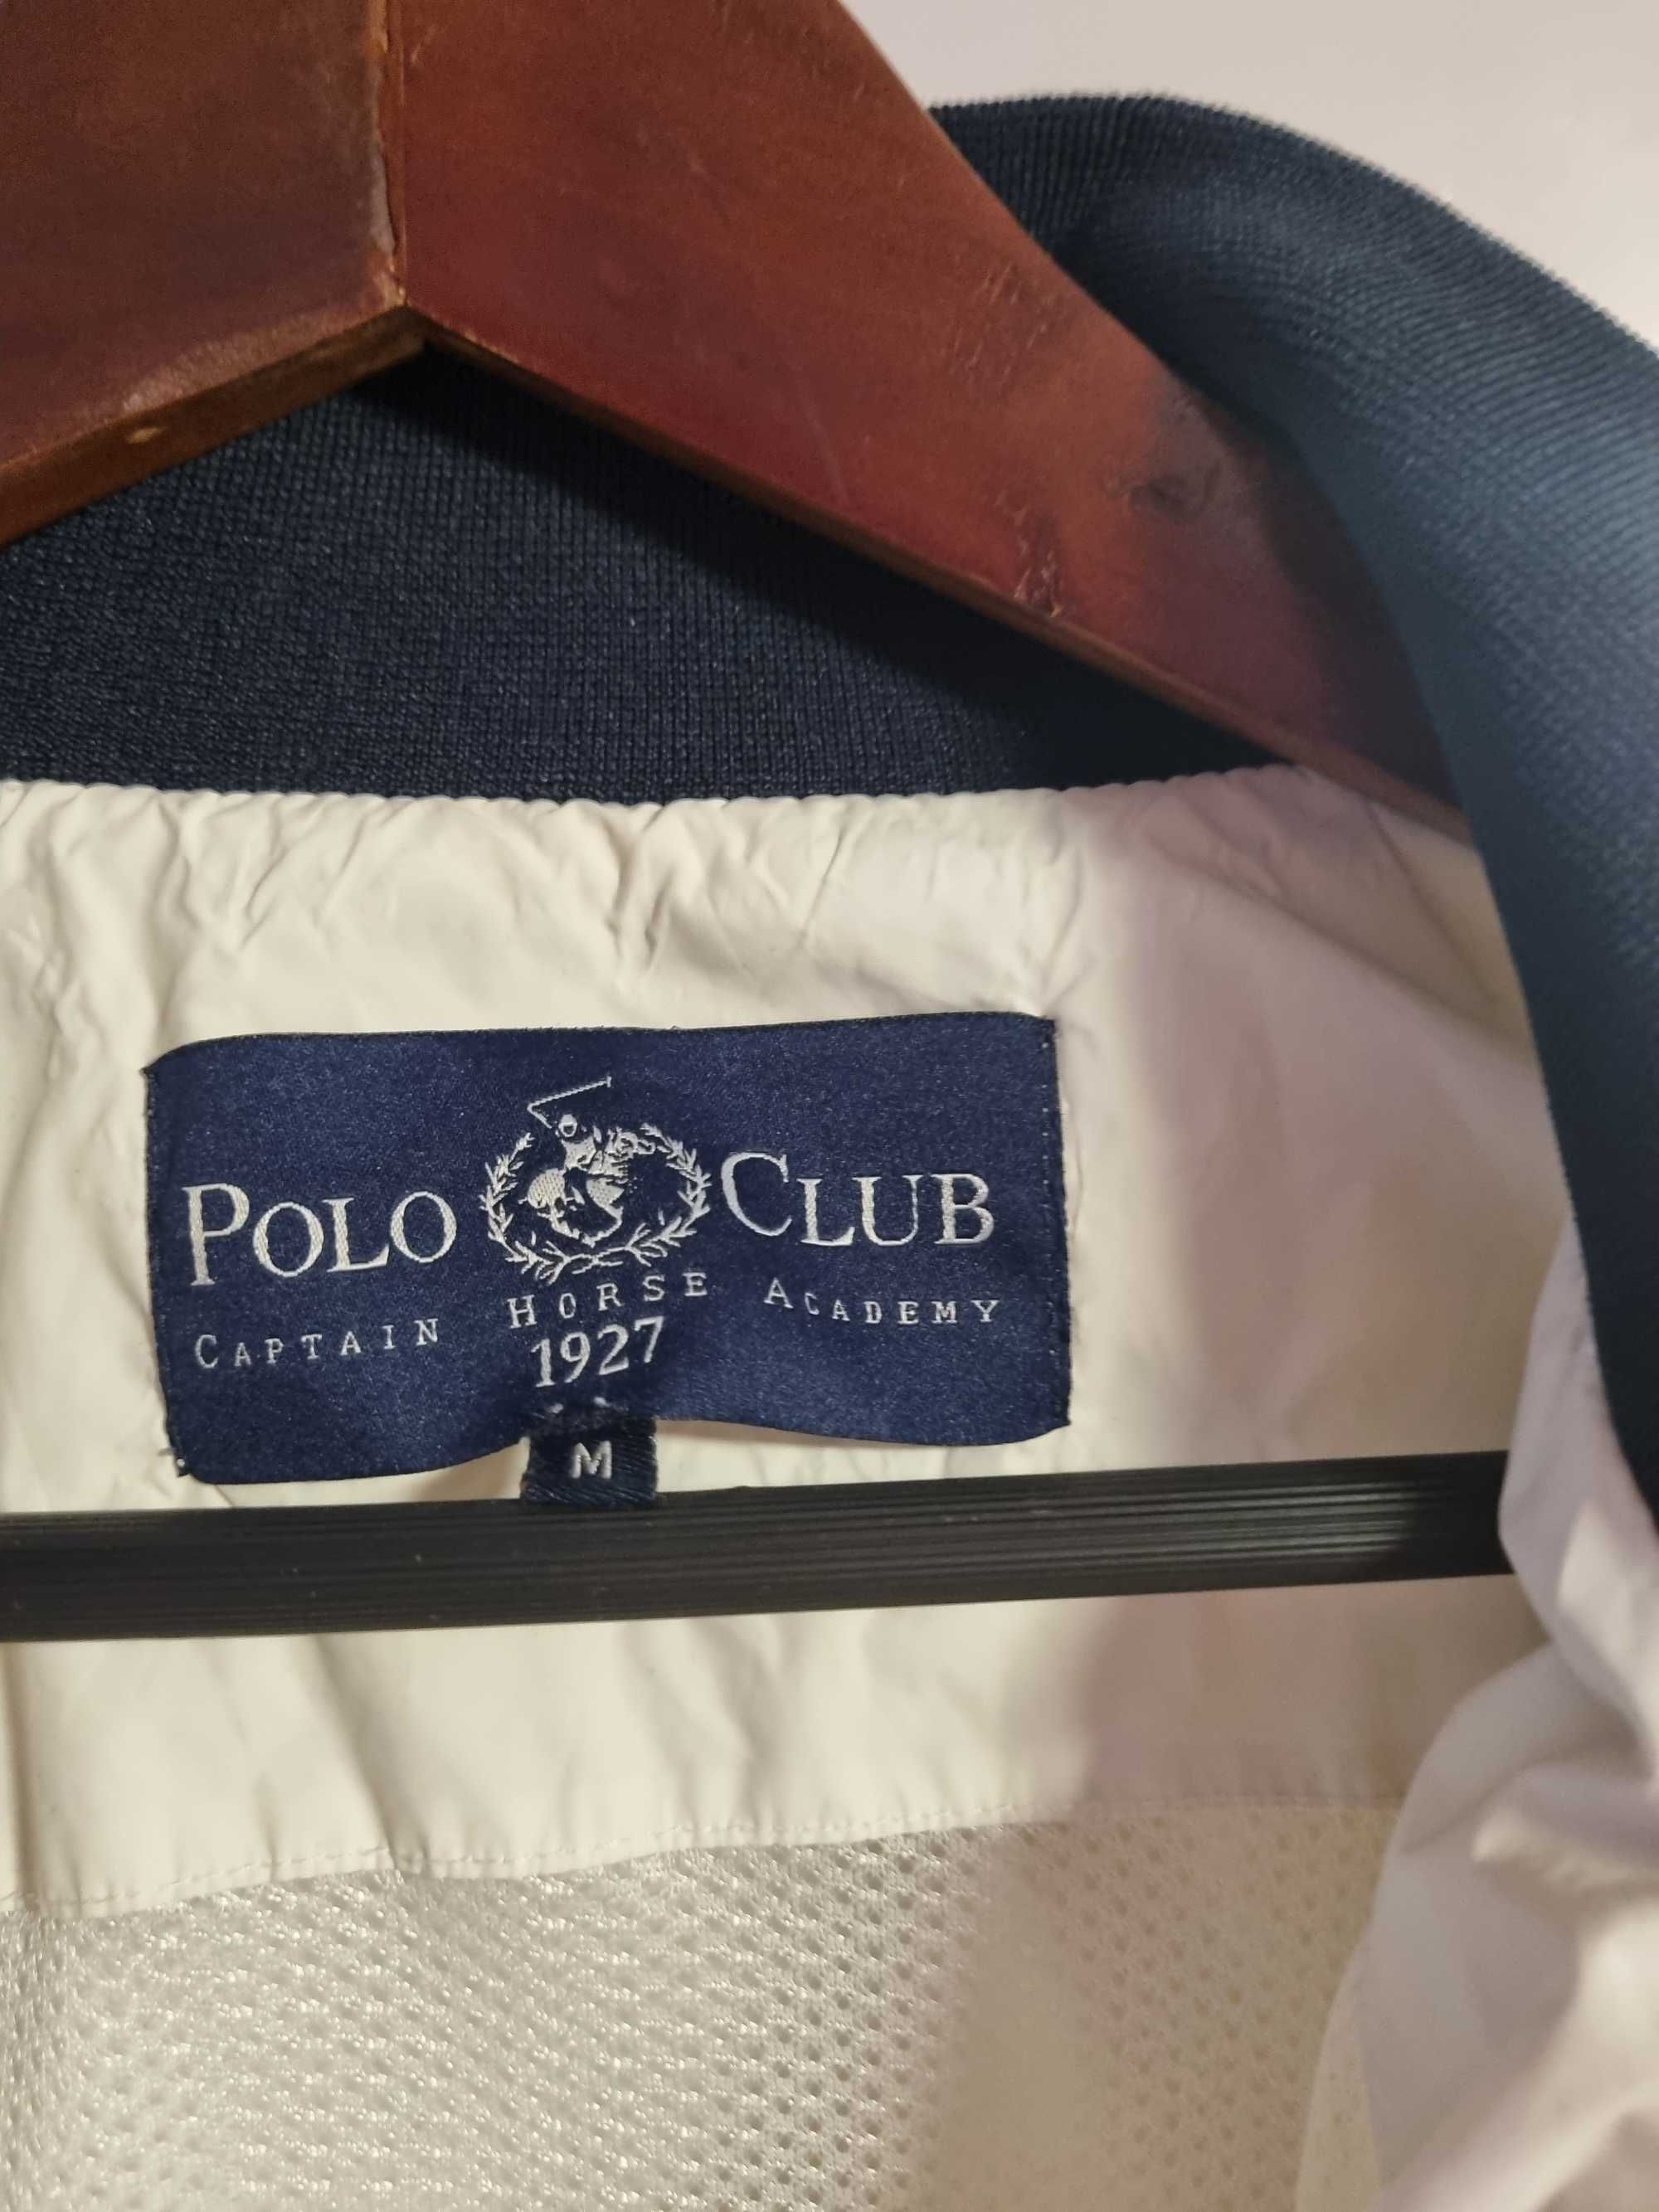 POLO CLUB
CAPTAIN HORSE ACADEMY
1927
M